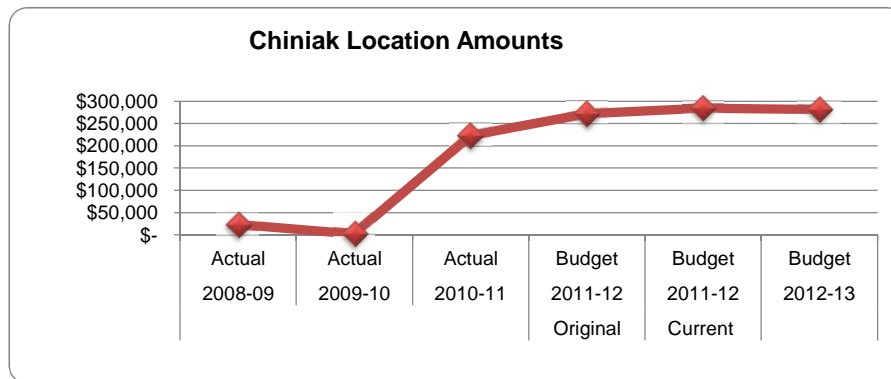 Chiniak Location Amounts
$300,000
$250,000
$200,000
$150,000
$100,000
$50,000
$-
Actual Actual Actual Budget Budget Budget
2008-09 2009-10 2010-11 2011-12 2011-12 2012-13
Original Current